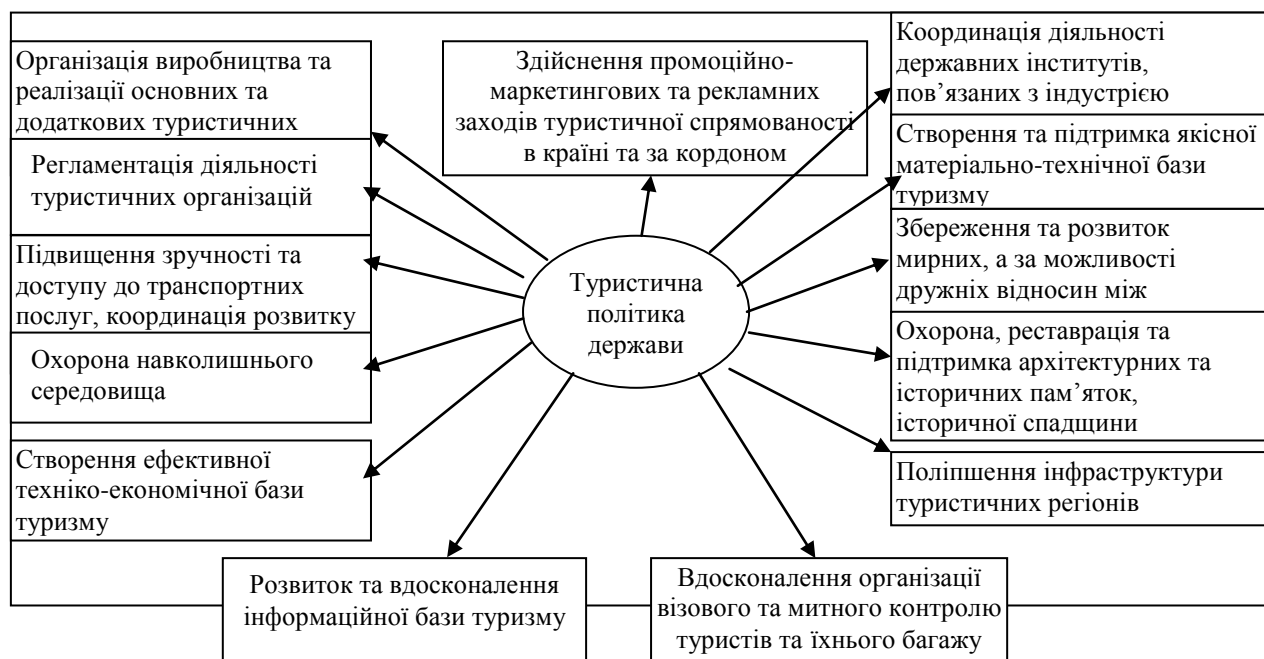 Організація виробництва та
реалізації основних та
додаткових туристичних
Регламентація діяльності
туристичних організацій
Підвищення зручності та
доступу до транспортних
послуг, координація розвитку
Охорона навколишнього
середовища
Створення ефективної
техніко-економічної бази
туризму
Здійснення промоційно-
маркетингових та рекламних
заходів туристичної спрямованості
в країні та за кордоном
Туристична
політика
держави
Координація діяльності
державних інститутів,
пов’язаних з індустрією
Створення та підтримка якісної
матеріально-технічної бази
туризму
Збереження та розвиток
мирних, а за можливості
дружніх відносин між
Охорона, реставрація та
підтримка архітектурних та
історичних пам’яток,
історичної спадщини
Поліпшення інфраструктури
туристичних регіонів
Розвиток та вдосконалення
інформаційної бази туризму
Вдосконалення організації
візового та митного контролю
туристів та їхнього багажу